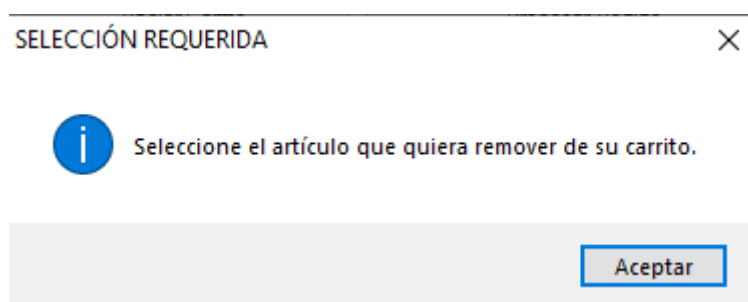 SELECCIÓN REQUERIDA
Seleccione el artículo que quiera remover de su carrito.
Aceptar